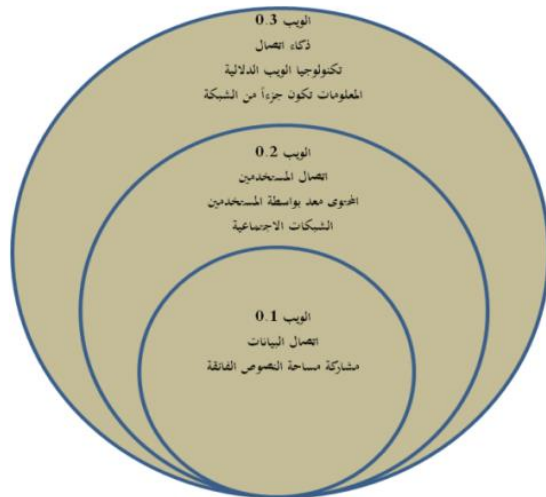 الويب 0.3
ذكاء اتصال
تكنولوجيا الويب الدلالية
المعلومات تكون جزءاً من الشبكة
الويب 0.2
اتصال المستخدمين
المحتوى معد بواسطة المستخدمين
الشبكات الاجتماعية
الويب 0.1
اتصال البيانات
مشاركة مساحة النصوص الفائقة